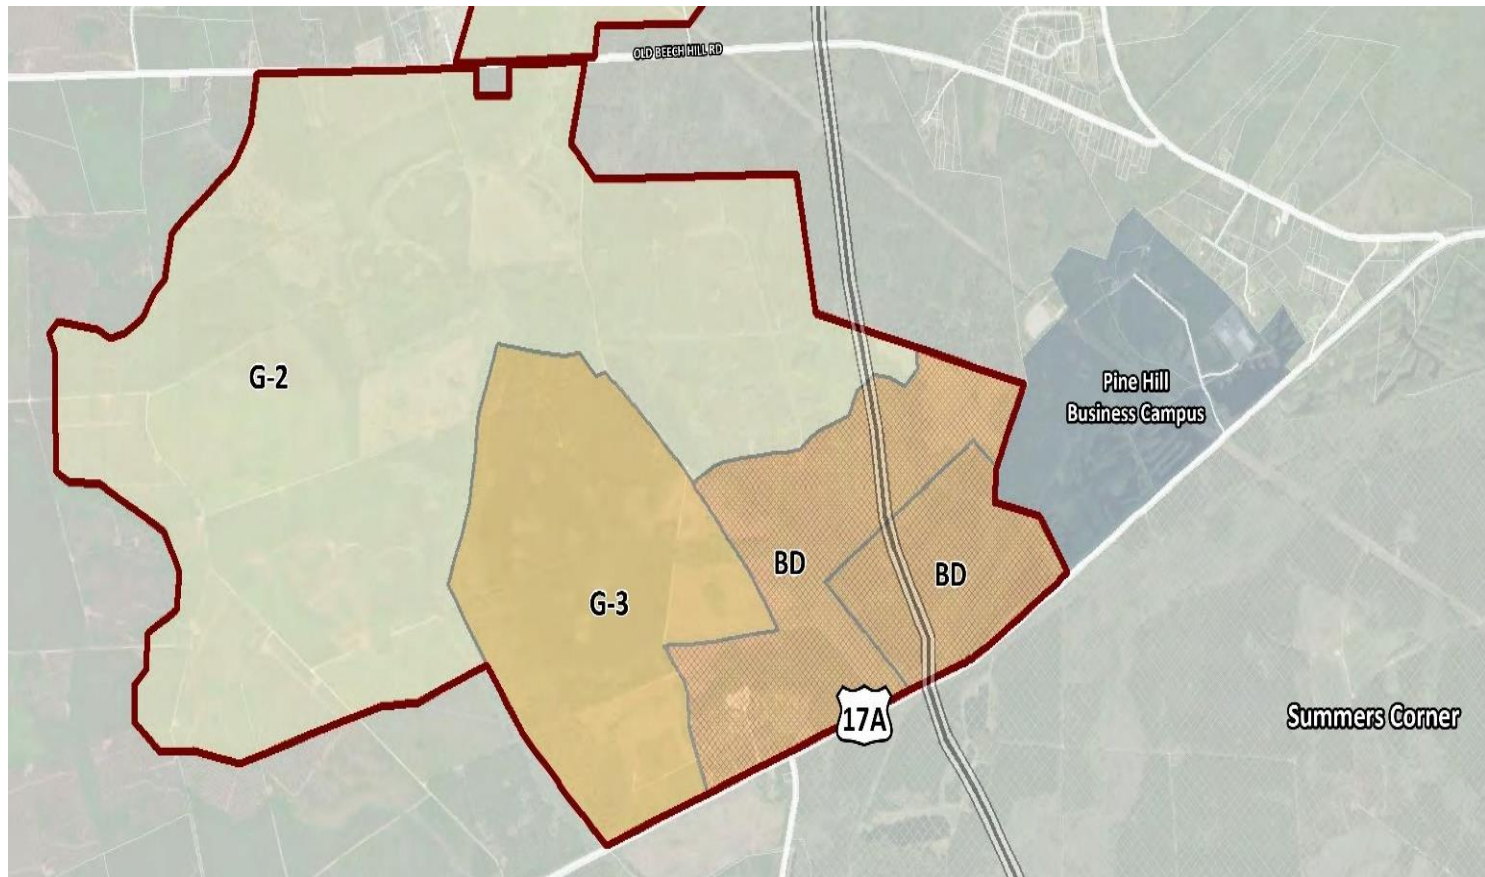 OLD BEECH HILL RD
G-2
Pine Hill
Business Campus
BD
BD
G-3
17A
Summers Corner